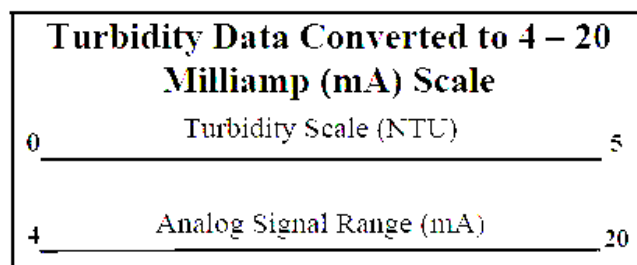 Turbidity Data Converted to 4 – 20
Milliamp (mA) Scale
Turbidity Scale (NTU)
0 5
Analog Signal Range (mA)
4 20